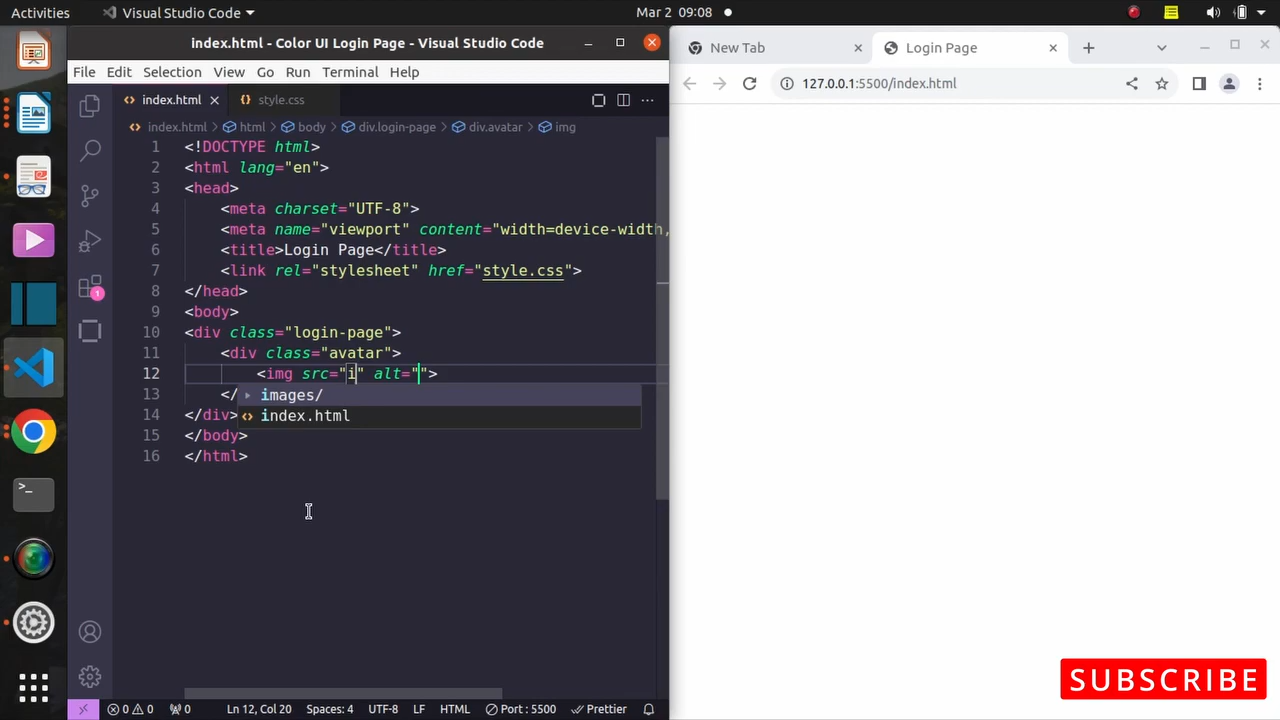 Activities
Visual Studio Code
Mar 2 09:08
index.html - Color UI Login Page - Visual Studio Code
File Edit Selection View Go Run Terminal Help
index.html
style.css
index.html > html > body > div.login-page > div.avatar > img
1 <!DOCTYPE html>
2 <html lang="en">
3 <head>
4 <meta charset="UTF-8">
5 <meta name="viewport" content="width=device-width,
6 <title>Login Page</title>
7 <link rel="stylesheet" href="style.css">
8 </head>
9 <body>
10 <div class="login-page">
11 <div class="avatar">
12 <img src="i" alt="">
13 </
images/
14 </div>
index.html
15 </body>
16 </html>
1
0 0 0 Ln 12, Col 20 Spaces: 4 UTF-8 LF HTML Port : 5500 Prettier
New Tab
Login Page
127.0.0.1:5500/index.html
SUBSCRIBE